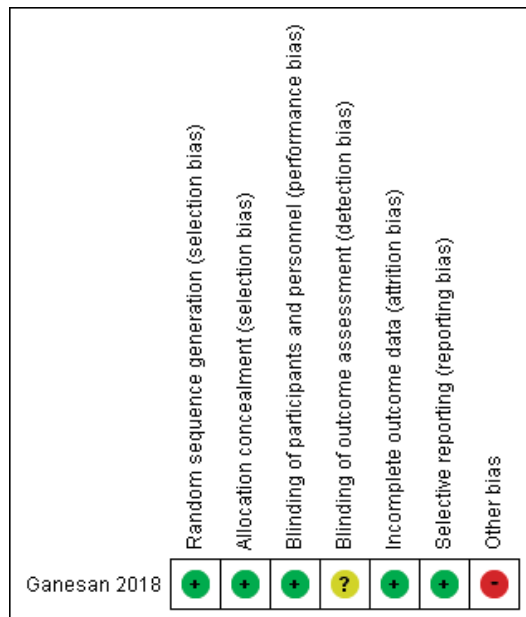 Random sequence generation (selection bias)
Allocation concealment (selection bias)
Blinding of participants and personnel (performance bias)
Blinding of outcome assessment (detection bias)
Incomplete outcome data (attrition bias)
Selective reporting (reporting bias)
Other bias
Ganesan 2018 + + + ? + + -